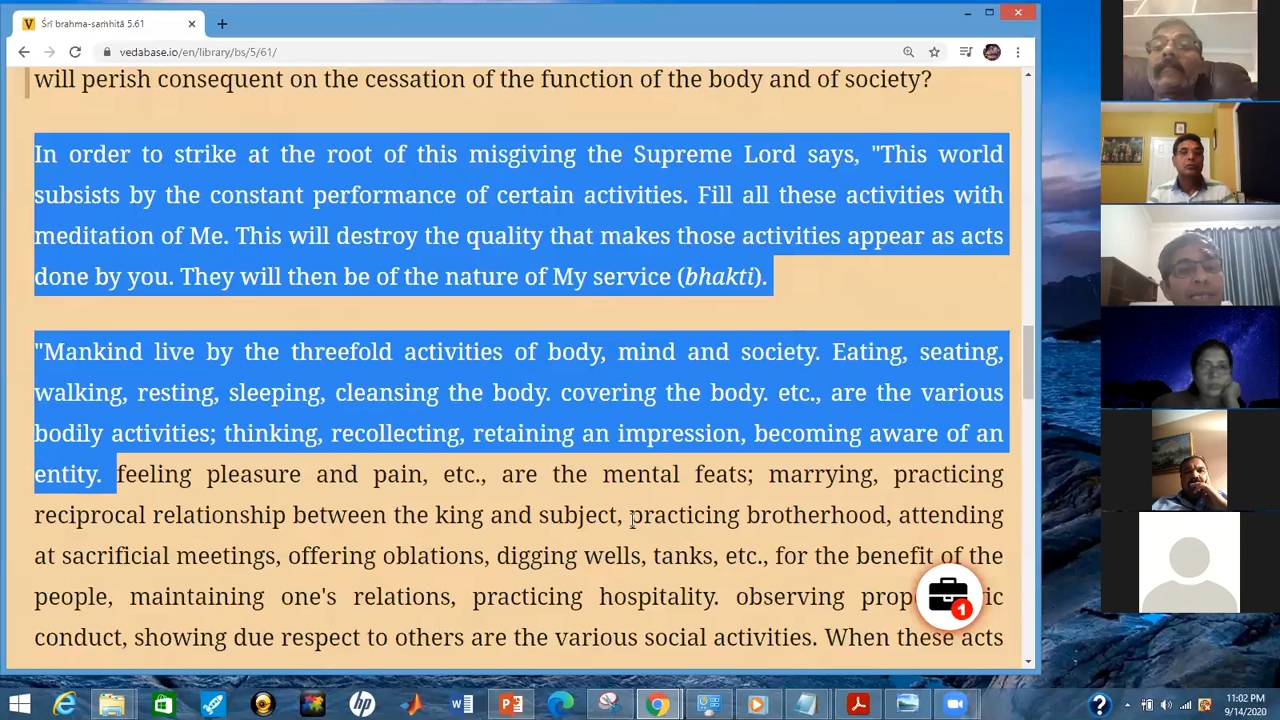 Śrī brahma-saṁhitā 5.61
vedabase.io/en/library/bs/5/61/
will perish consequent on the cessation of the function of the body and of society?
In order to strike at the root of this misgiving the Supreme Lord says, "This world
subsists by the constant performance of certain activities. Fill all these activities with
meditation of Me. This will destroy the quality that makes those activities appear as acts
done by you. They will then be of the nature of My service (bhakti).
"Mankind live by the threefold activities of body, mind and society. Eating, seating,
walking, resting, sleeping, cleansing the body. covering the body. etc., are the various
bodily activities; thinking, recollecting, retaining an impression, becoming aware of an
entity. feeling pleasure and pain, etc., are the mental feats; marrying, practicing
reciprocal relationship between the king and subject, practicing brotherhood, attending
at sacrificial meetings, offering oblations, digging wells, tanks, etc., for the benefit of the
people, maintaining one's relations, practicing hospitality. observing
conduct, showing due respect to others are the various social activities. When these acts
1
11:02 PM
9/14/2020